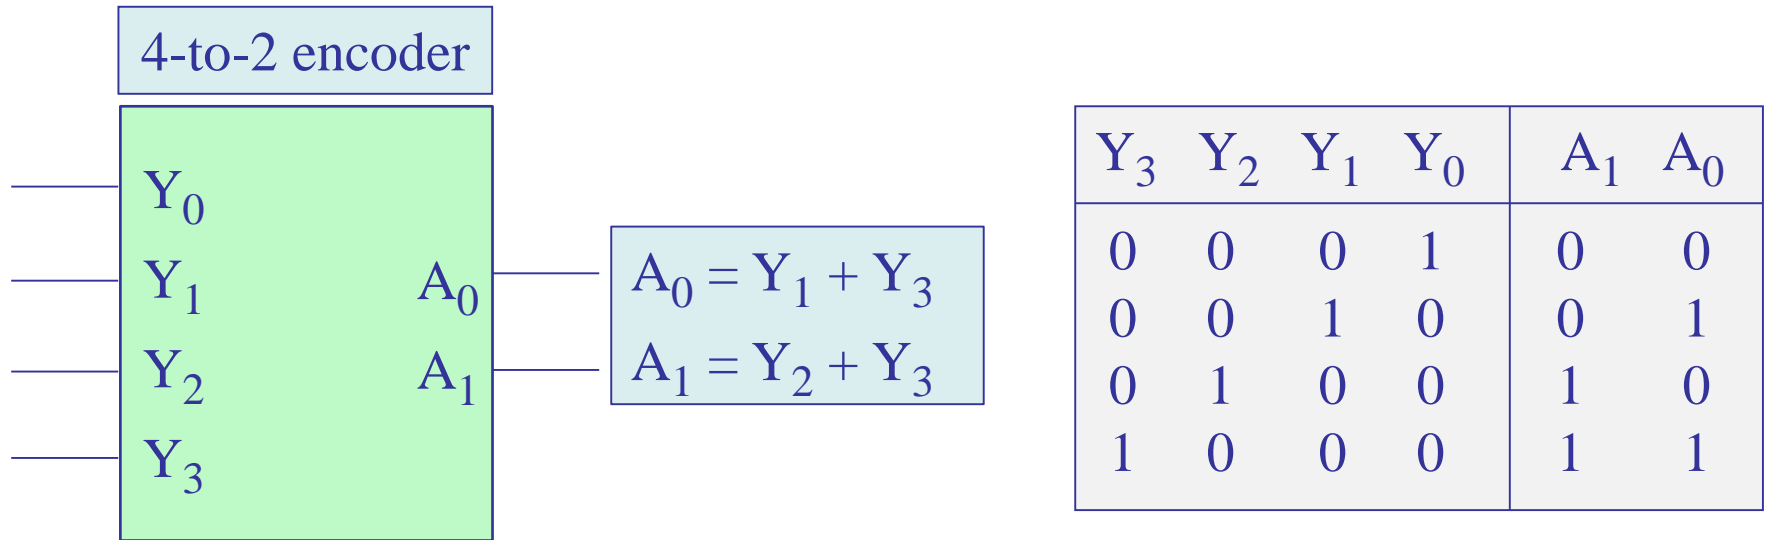 4-to-2 encoder
Y₀
Y₁
Y₂
Y₃
A₀
A₁
A₀ = Y₁ + Y₃
A₁ = Y₂ + Y₃
Y₃ Y₂ Y₁ Y₀ A₁ A₀
0 0 0 1 0 0
0 0 1 0 0 1
0 1 0 0 1 0
1 0 0 0 1 1